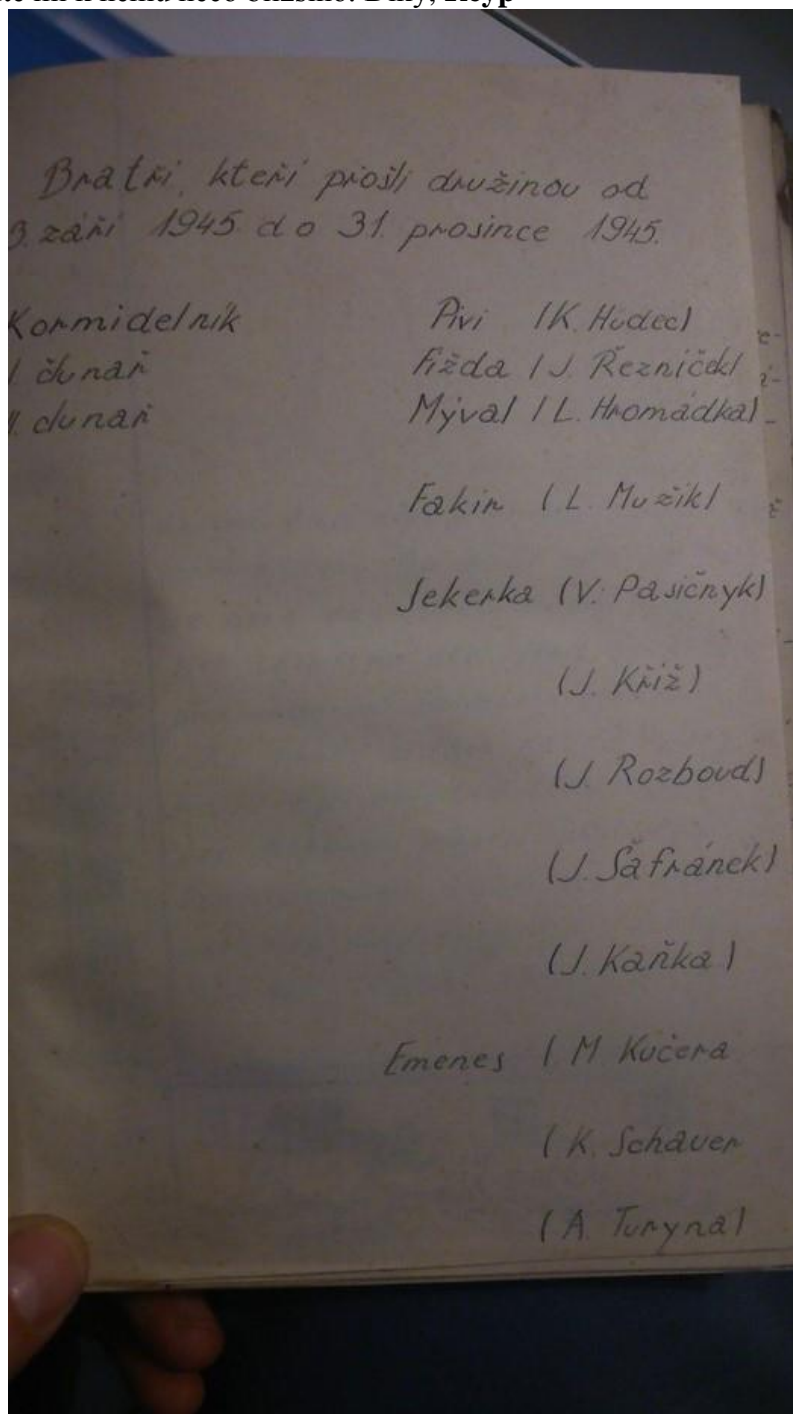 Bratři, kteří prošli družinou od
3. září 1945 do 31. prosince 1945.
Kormidelník Pivi (K. Hudec)
I. člunař Fižda (J. Řezníček)
II. člunař Mýval (L. Hromádka)
Fakir (L. Mužík)
Jekerka (V. Pasičnyk)
(J. Kříž)
(J. Rozboud)
(J. Šafránek)
(J. Kaňka)
Emenes (M. Kučera
(K. Schauer
(A. Turyna)